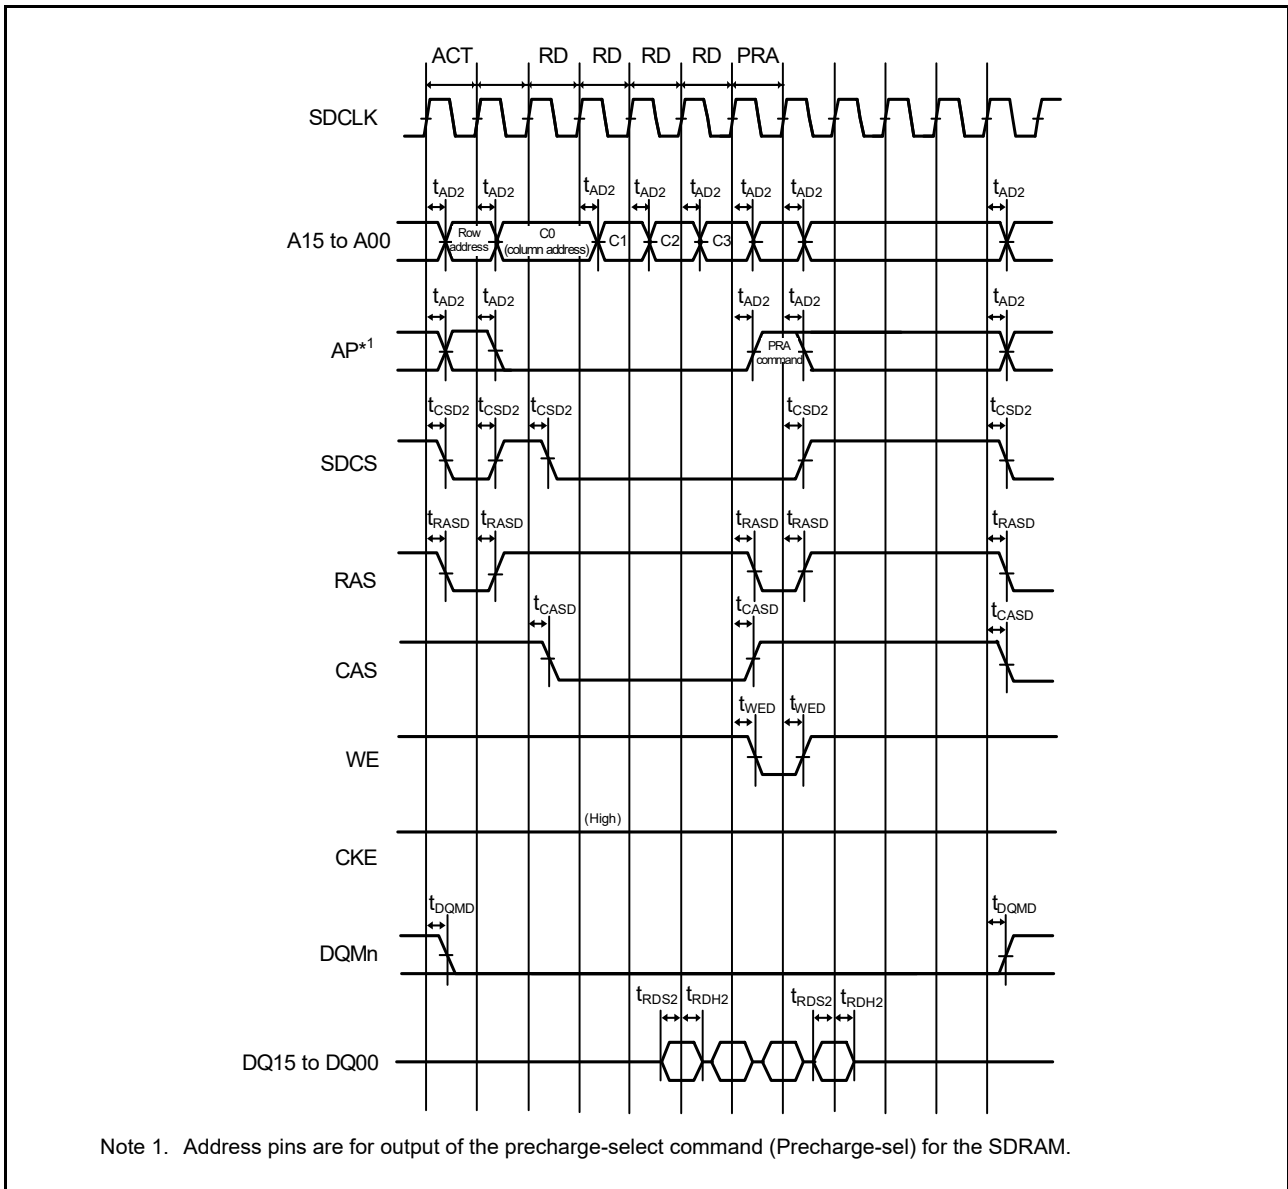 ACT RD RD RD RD PRA
SDCLK
tAD2 tAD2 tAD2 tAD2 tAD2 tAD2 tAD2 tAD2
A15 to A00
Row
address
C0
(column address)
C1 C2 C3
tAD2 tAD2 tAD2 tAD2 tAD2
AP*1
PRA
command
tCSD2 tCSD2 tCSD2 tCSD2 tCSD2
SDCS
tRASD tRASD tRASD tRASD tRASD
RAS
tCASD tCASD tCASD
CAS
tWED tWED
WE
(High)
CKE
tDQMD tDQMD
DQMn
tRDS2 tRDH2 tRDS2 tRDH2
DQ15 to DQ00
Note 1. Address pins are for output of the precharge-select command (Precharge-sel) for the SDRAM.